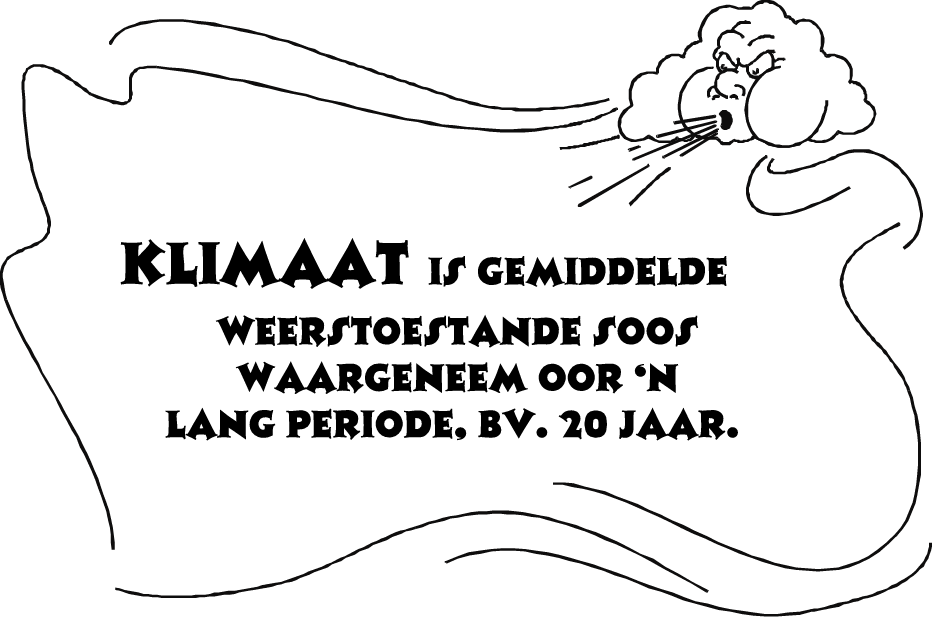 KLIMAAT IS GEMIDDELDE
WEERSTOESTANDE SOOS
WAARGENEEM OOR ‘N
LANG PERIODE, BV. 20 JAAR.